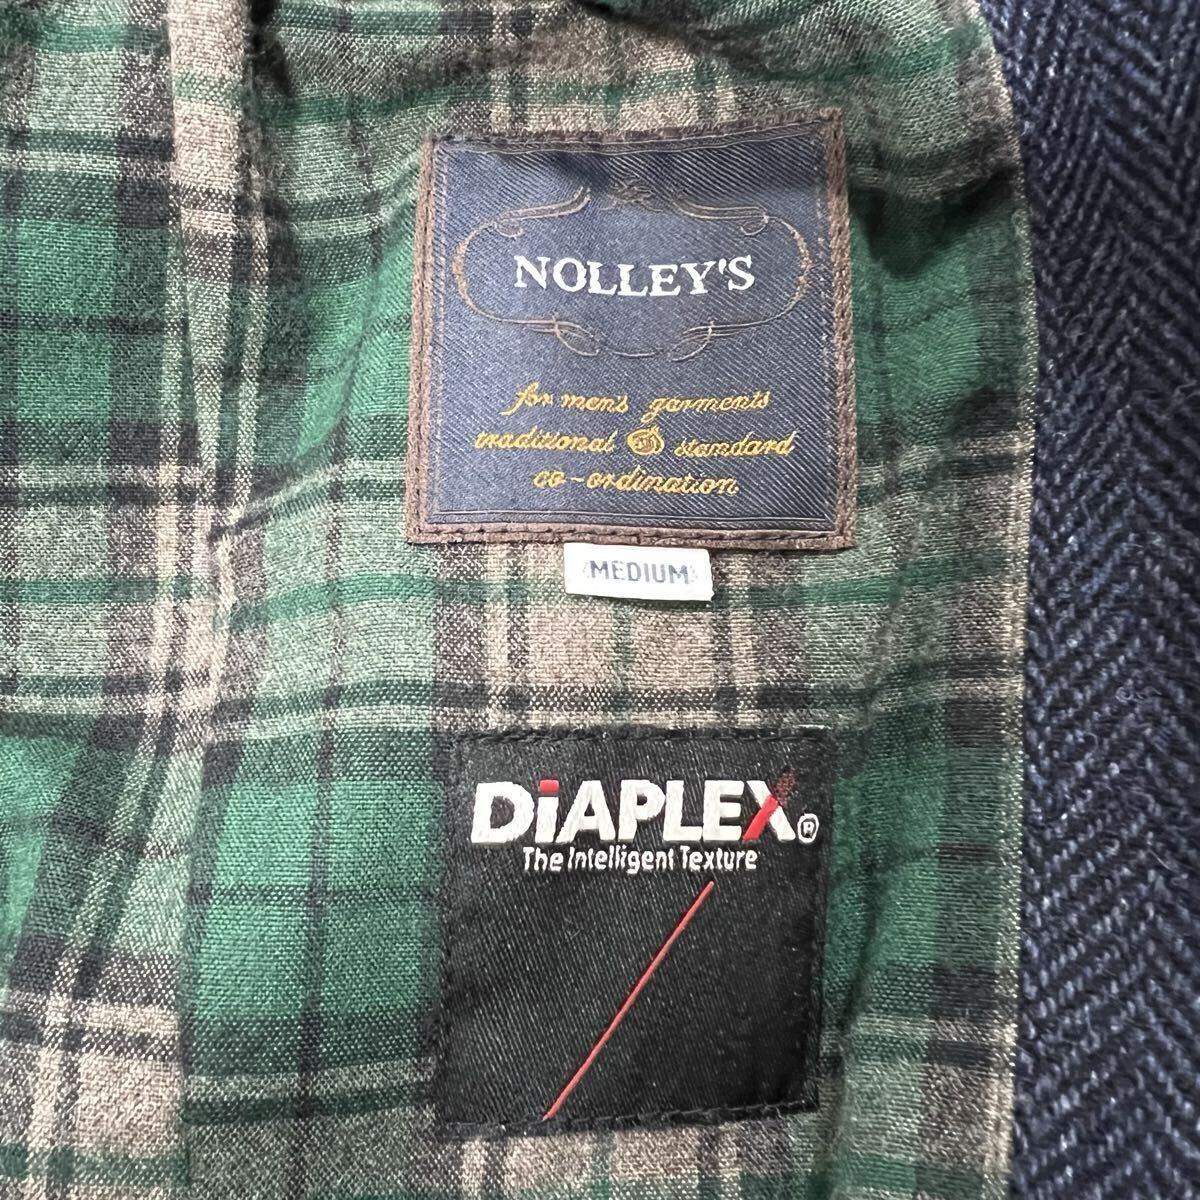 NOLLEY'S
for men's garments
traditional standard
co-ordination
MEDIUM
DiAPLEX®
The Intelligent Texture